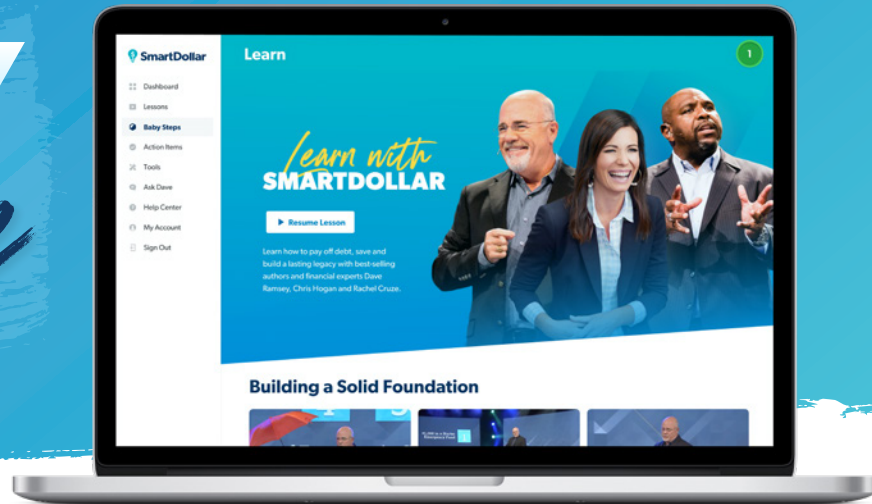 SmartDollar
Dashboard
Lessons
Baby Steps
Action Items
Tools
Ask Dave
Help Center
My Account
Sign Out
Learn
1
Learn with
SMARTDOLLAR
Resume Lesson
Learn how to pay off debt, save and
build a lasting legacy with best-selling
authors and financial experts Dave
Ramsey, Chris Hogan and Rachel Cruze.
Building a Solid Foundation